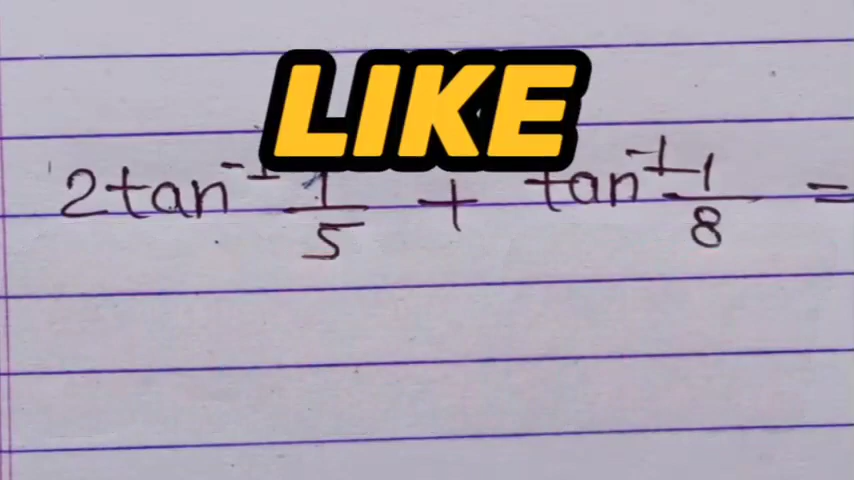 LIKE
2tan⁻¹ 1/5 + tan⁻¹ 1/8 =